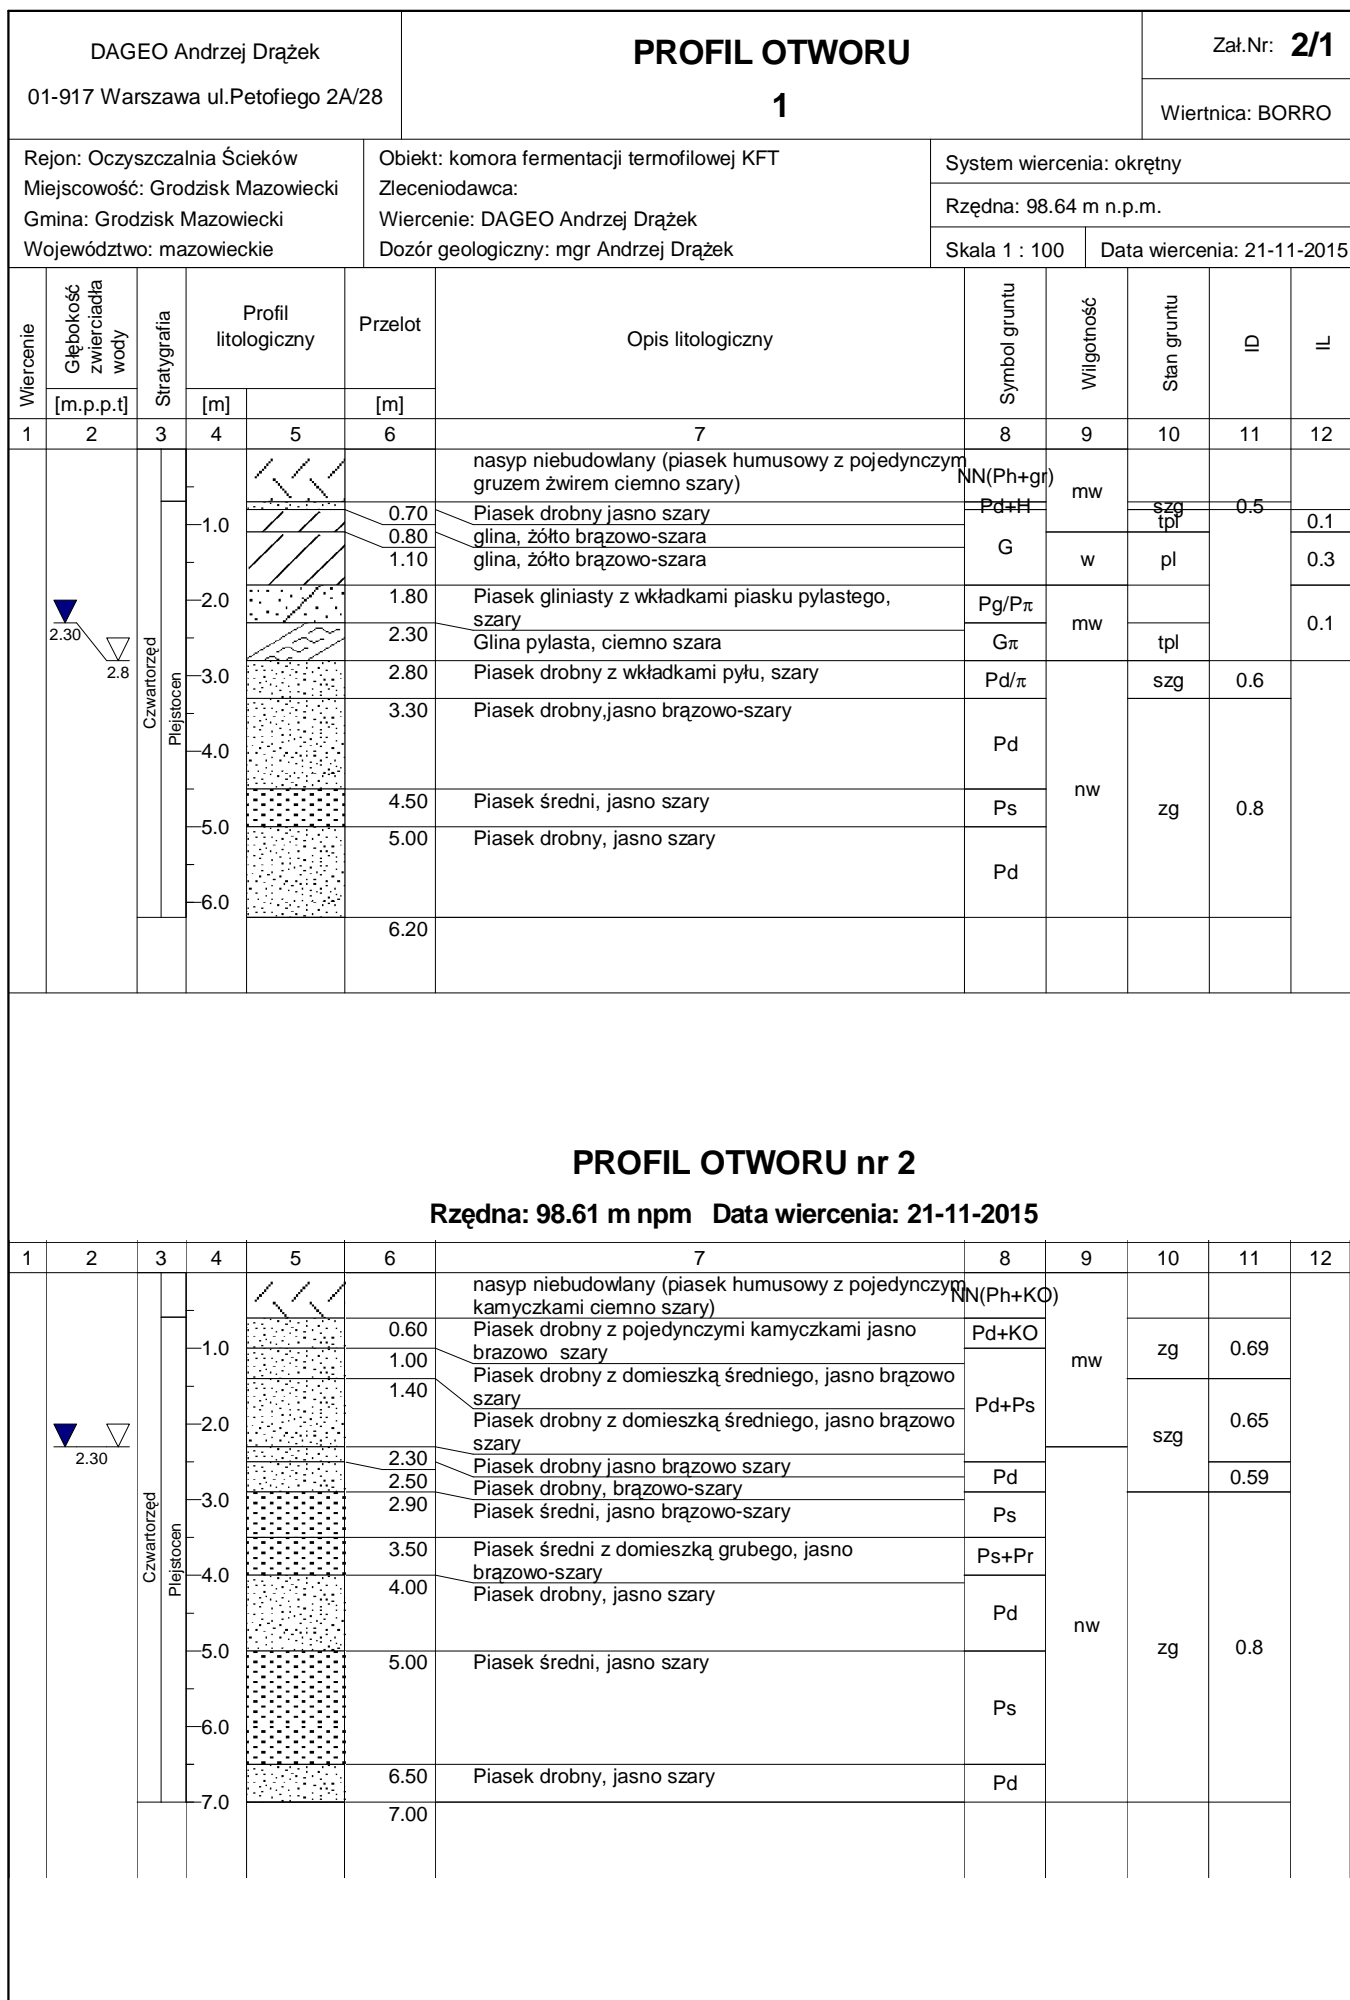 DAGEO Andrzej Drążek
01-917 Warszawa ul.Petofiego 2A/28
PROFIL OTWORU
1
Zał.Nr: 2/1
Wiertnica: BORRO
Rejon: Oczyszczalnia Ścieków
Miejscowość: Grodzisk Mazowiecki
Gmina: Grodzisk Mazowiecki
Województwo: mazowieckie
Obiekt: komora fermentacji termofilowej KFT
Zleceniodawca:
Wiercenie: DAGEO Andrzej Drążek
Dozór geologiczny: mgr Andrzej Drążek
System wiercenia: okrętny
Rzędna: 98.64 m n.p.m.
Skala 1 : 100
Data wiercenia: 21-11-2015
Wiercenie
Głębokość
zwierciadła
wody
[m.p.p.t]
Stratygrafia
Profil
litologiczny
[m]
Przelot
[m]
Opis litologiczny
Symbol gruntu
Wilgotność
Stan gruntu
ID
IL
1 2 3 4 5 6 7 8 9 10 11 12
nasyp niebudowlany (piasek humusowy z pojedynczym
gruzem żwirem ciemno szary)
NN(Ph+gr)
mw
0.70 Piasek drobny jasno szary Pd+H szg 0.5
1.0
0.80 glina, żółto brązowo-szara tpl 0.1
1.10 glina, żółto brązowo-szara G w pl 0.3
2.0
1.80 Piasek gliniasty z wkładkami piasku pylastego,
szary
Pg/Pπ mw 0.1
2.30
2.30 Glina pylasta, ciemno szara Gπ tpl
2.8
3.0
2.80 Piasek drobny z wkładkami pyłu, szary Pd/π szg 0.6
Czwartorzęd
Plejstocen
3.30 Piasek drobny,jasno brązowo-szary
4.0
Pd
nw
4.50 Piasek średni, jasno szary Ps zg 0.8
5.0
5.00 Piasek drobny, jasno szary
Pd
6.0
6.20
PROFIL OTWORU nr 2
Rzędna: 98.61 m npm Data wiercenia: 21-11-2015
1 2 3 4 5 6 7 8 9 10 11 12
nasyp niebudowlany (piasek humusowy z pojedynczym
kamyczkami ciemno szary)
NN(Ph+KO)
0.60 Piasek drobny z pojedynczymi kamyczkami jasno
brazowo szary
Pd+KO
1.0
mw zg 0.69
1.00 Piasek drobny z domieszką średniego, jasno brązowo
szary
1.40 Piasek drobny z domieszką średniego, jasno brązowo
szary
Pd+Ps
2.0
szg 0.65
2.30
2.30 Piasek drobny jasno brązowo szary
2.50 Piasek drobny, brązowo-szary
Pd 0.59
3.0
2.90 Piasek średni, jasno brązowo-szary Ps
Czwartorzęd
Plejstocen
3.50 Piasek średni z domieszką grubego, jasno
brązowo-szary
Ps+Pr
4.0
4.00 Piasek drobny, jasno szary
Pd
nw
5.0
zg 0.8
5.00 Piasek średni, jasno szary
Ps
6.0
6.50 Piasek drobny, jasno szary Pd
7.0
7.00